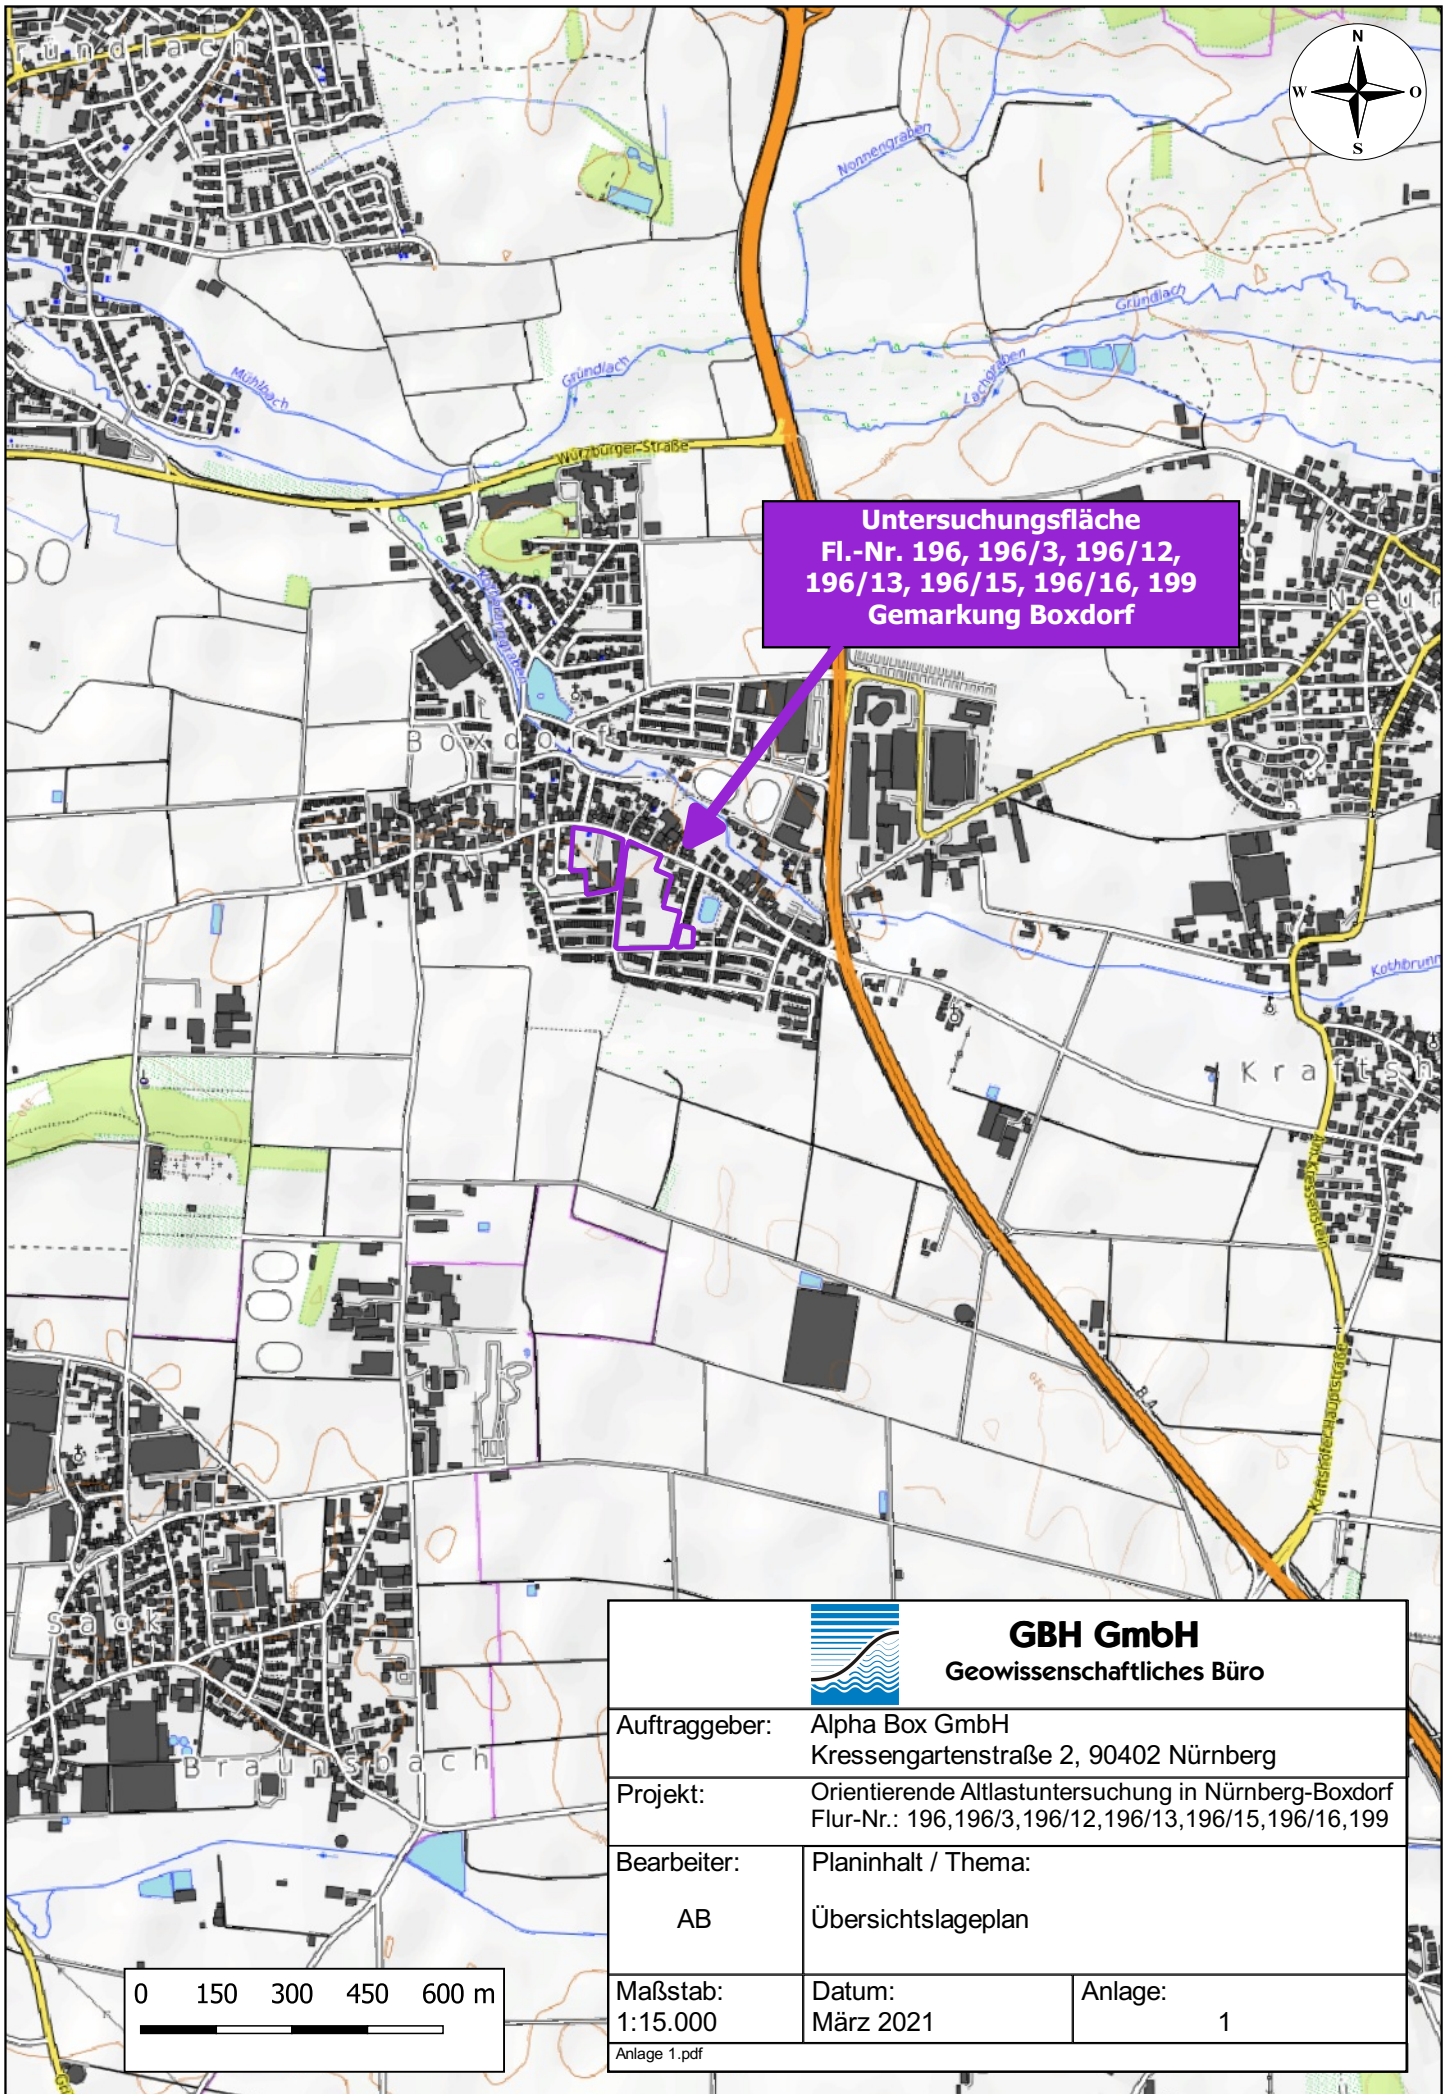 ründlach
N
W
O
S
Nonnengraben
Gründlach
Lachgraben
Gründlach
Mühlbach
Würzburger-Straße
Untersuchungsfläche
Fl.-Nr. 196, 196/3, 196/12,
196/13, 196/15, 196/16, 199
Gemarkung Boxdorf
Neun
Boxdorf
Kothbrunn
Kraftsh
Am Kressenstein
B 4
Kraftshofer Hauptstraße
Sack
Braunsbach
GBH GmbH
Geowissenschaftliches Büro
Auftraggeber: Alpha Box GmbH
Kressengartenstraße 2, 90402 Nürnberg
Projekt: Orientierende Altlastuntersuchung in Nürnberg-Boxdorf
Flur-Nr.: 196,196/3,196/12,196/13,196/15,196/16,199
Bearbeiter: Planinhalt / Thema:
AB Übersichtslageplan
Maßstab: Datum: Anlage:
1:15.000 März 2021 1
Anlage 1.pdf
0 150 300 450 600 m